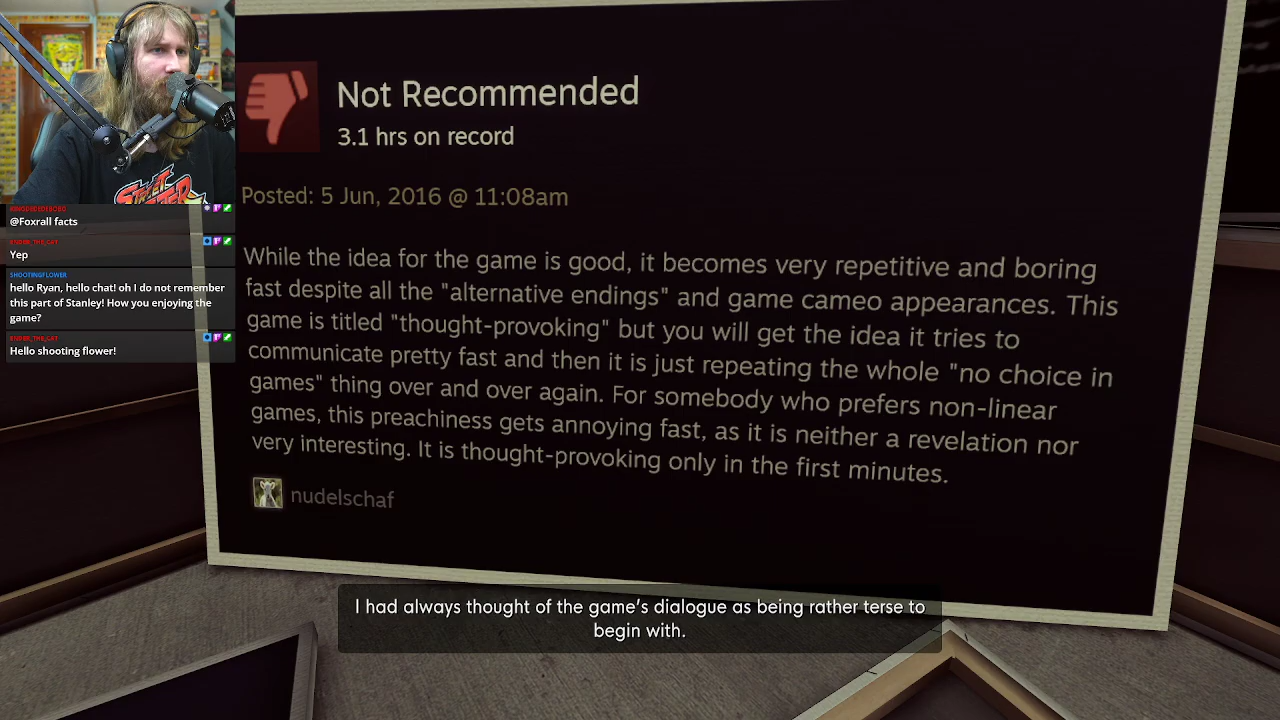 Not Recommended
3.1 hrs on record
Posted: 5 Jun, 2016 @ 11:08am
While the idea for the game is good, it becomes very repetitive and boring
fast despite all the "alternative endings" and game cameo appearances. This
game is titled "thought-provoking" but you will get the idea it tries to
communicate pretty fast and then it is just repeating the whole "no choice in
games" thing over and over again. For somebody who prefers non-linear
games, this preachiness gets annoying fast, as it is neither a revelation nor
very interesting. It is thought-provoking only in the first minutes.
nudelschaf
@Foxrall facts
Yep
SHOOTINGFLOWER
hello Ryan, hello chat! oh I do not remember
this part of Stanley! How you enjoying the
game?
Hello shooting flower!
I had always thought of the game's dialogue as being rather terse to
begin with.